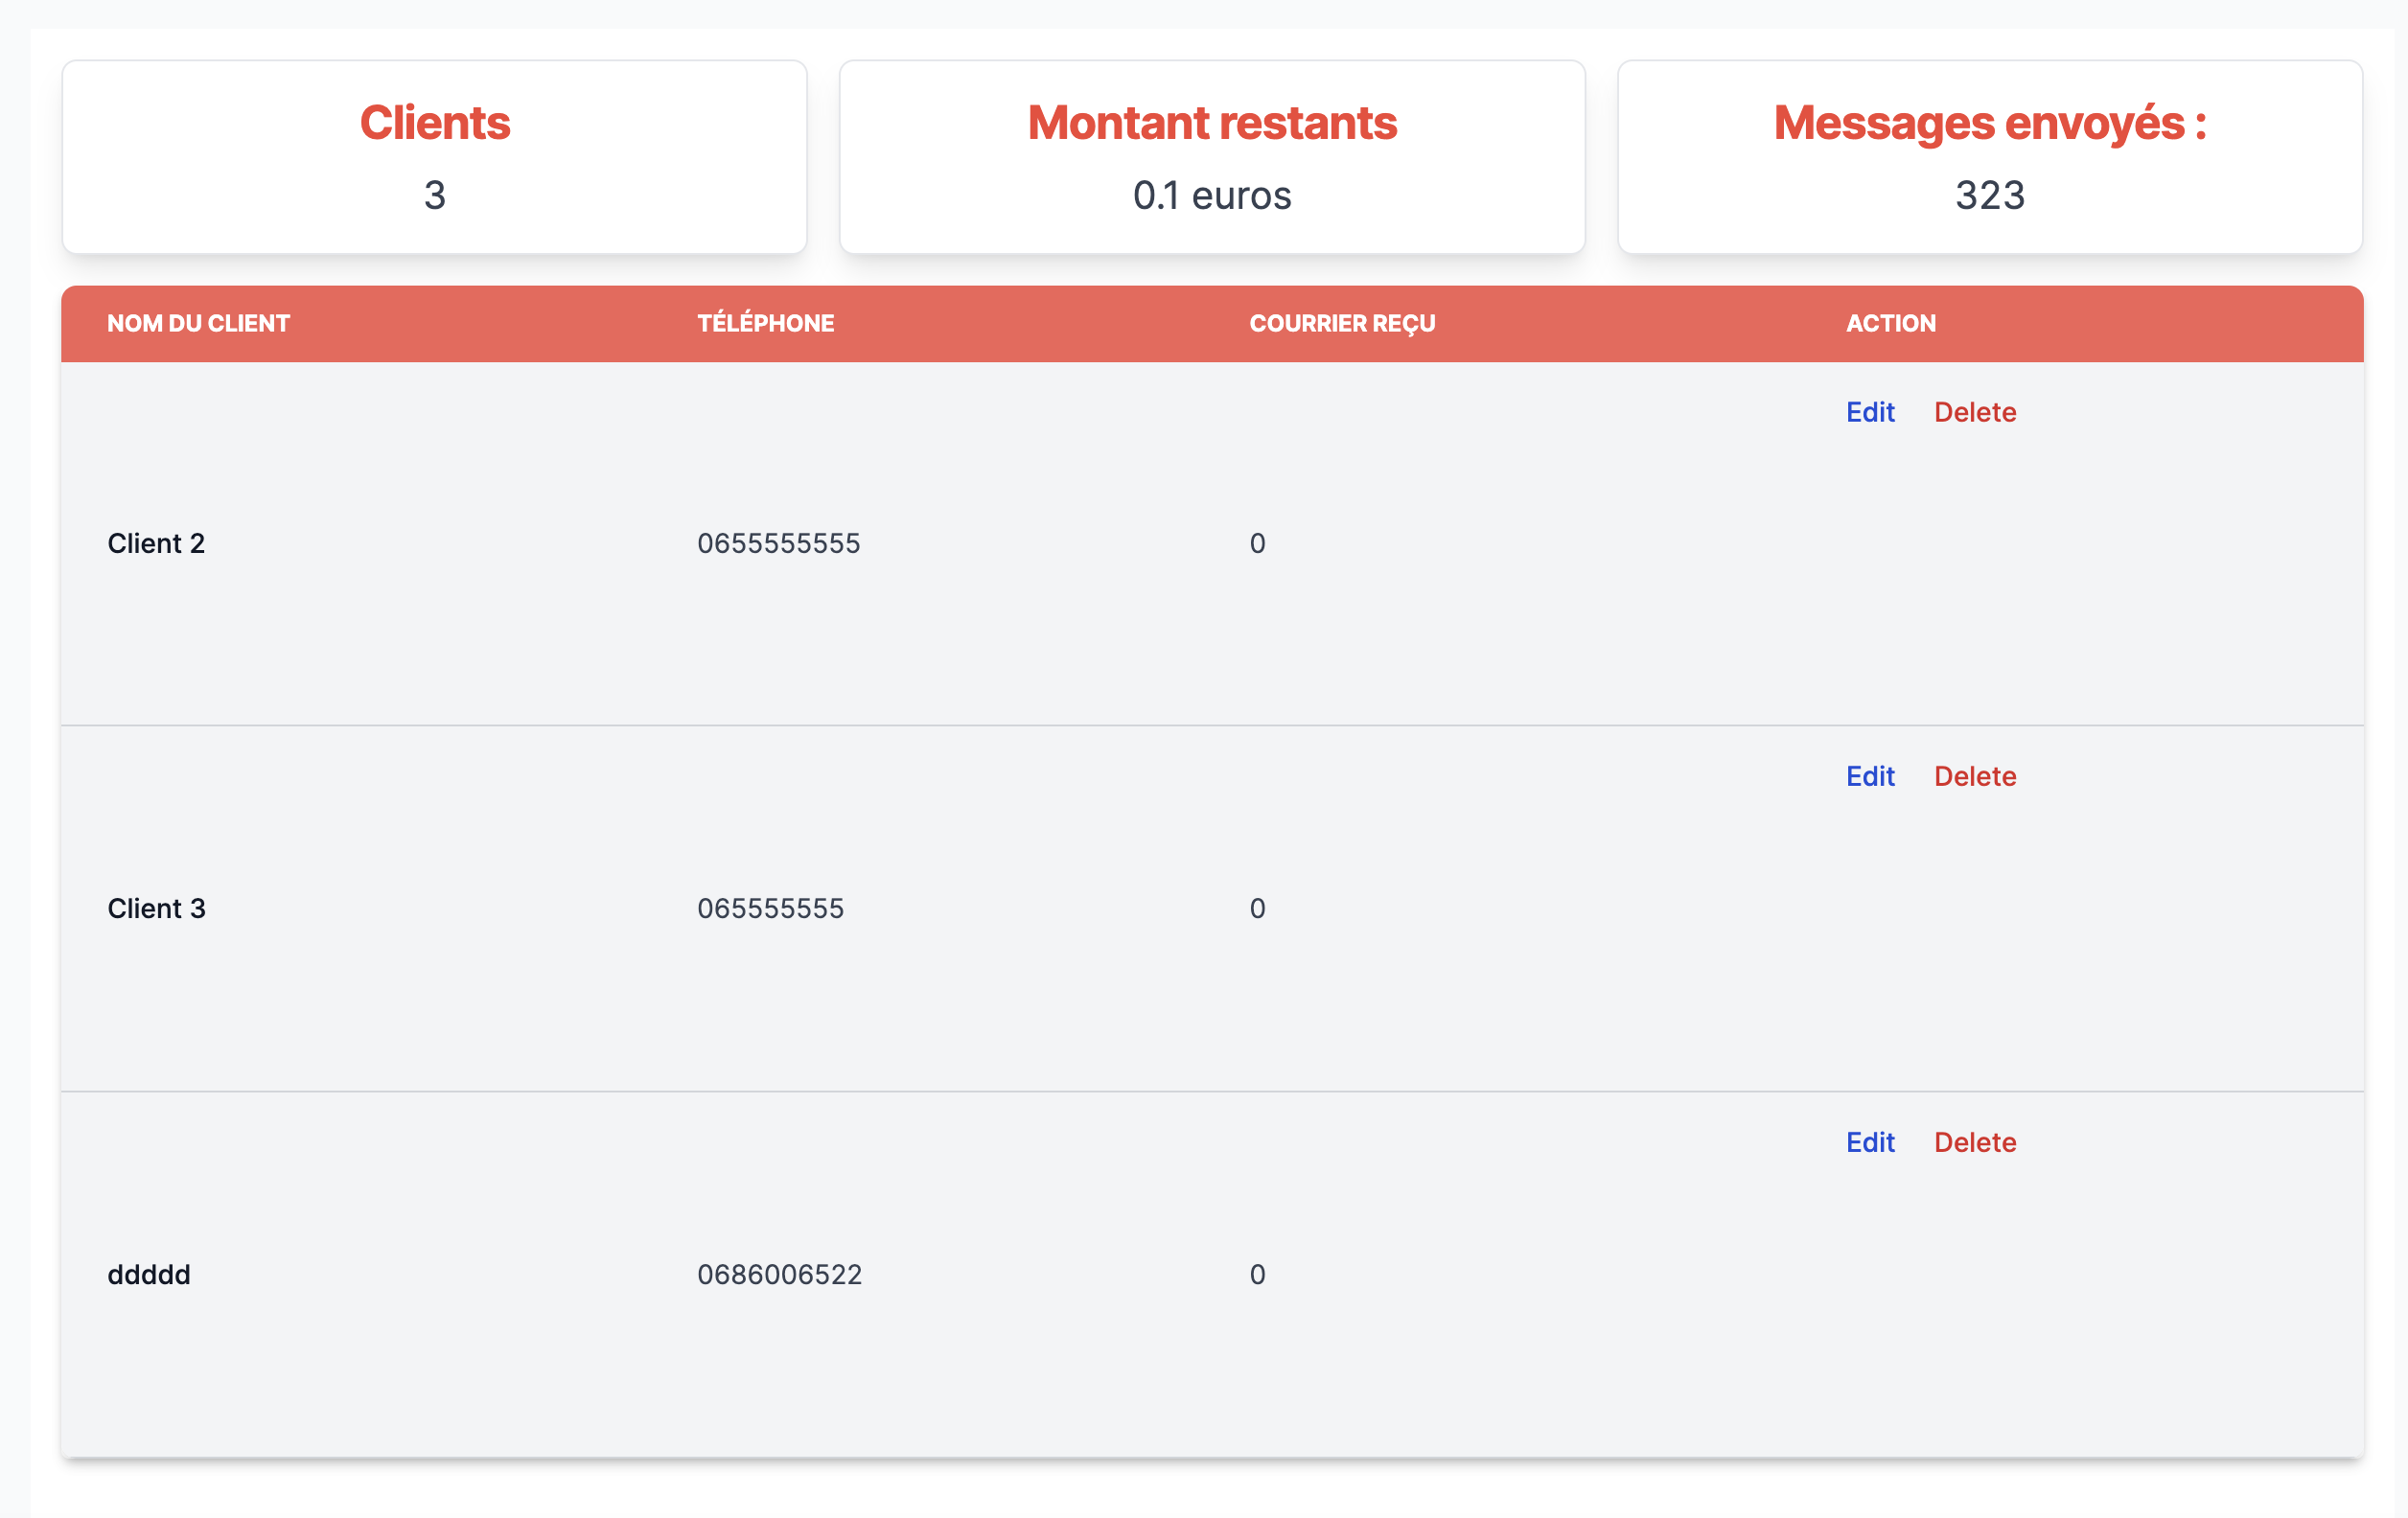 Clients
3
Montant restants
0.1 euros
Messages envoyés :
323
NOM DU CLIENT TÉLÉPHONE COURRIER REÇU ACTION
Edit Delete
Client 2 0655555555 0
Edit Delete
Client 3 065555555 0
Edit Delete
ddddd 0686006522 0